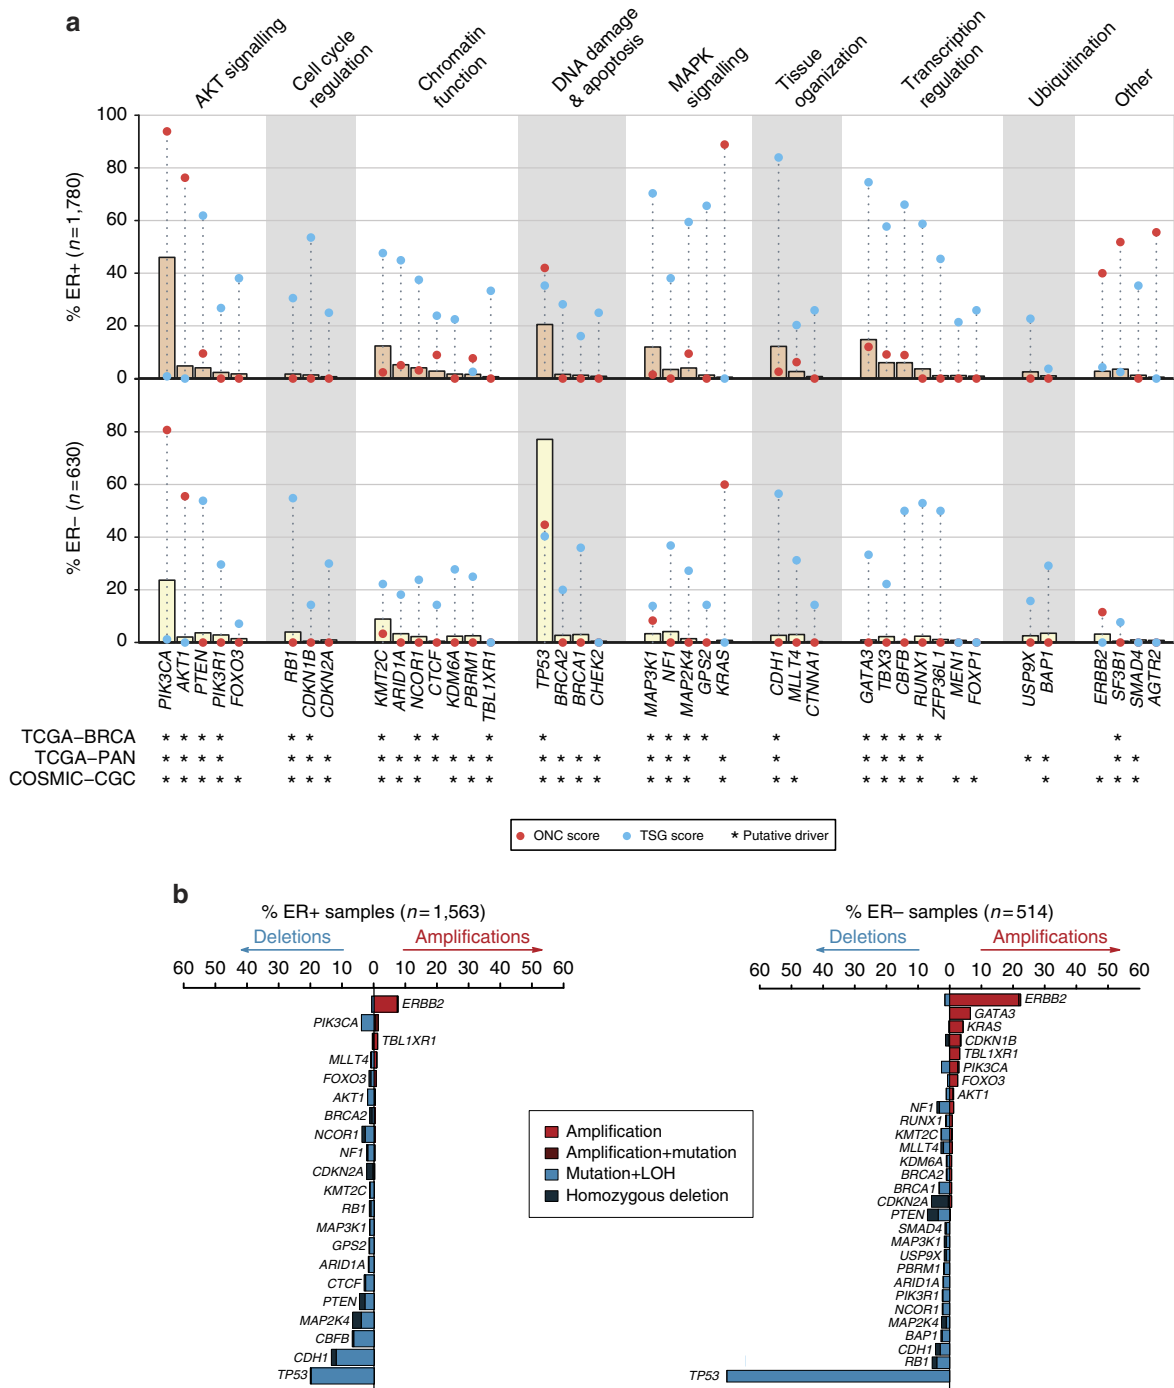 a
AKT signalling
Cell cycle
regulation
Chromatin
function
DNA damage
& apoptosis
MAPK
signalling
Tissue
oganization
Transcription
regulation
Ubiquitination
Other
% ER+ (n=1,780)
100
80
60
40
20
0
% ER– (n=630)
80
60
40
20
0
PIK3CA
AKT1
PTEN
PIK3R1
FOXO3
RB1
CDKN1B
CDKN2A
KMT2C
ARID1A
NCOR1
CTCF
KDM6A
PBRM1
TBL1XR1
TP53
BRCA2
BRCA1
CHEK2
MAP3K1
NF1
MAP2K4
GPS2
KRAS
CDH1
MLLT4
CTNNA1
GATA3
TBX3
CBFB
RUNX1
ZFP36L1
MEN1
FOXP1
USP9X
BAP1
ERBB2
SF3B1
SMAD4
AGTR2
TCGA–BRCA * * * * * * * * * * * * * * * * * * * * * *
TCGA–PAN * * * * * * * * * * * * * * * * * * * * * * * * * * * * * * *
COSMIC–CGC * * * * * * * * * * * * * * * * * * * * * * * * * * * * * * * * *
ONC score TSG score * Putative driver
b
% ER+ samples (n=1,563)
Deletions Amplifications
60 50 40 30 20 10 0 10 20 30 40 50 60
ERBB2
PIK3CA
TBL1XR1
MLLT4
FOXO3
AKT1
BRCA2
NCOR1
NF1
CDKN2A
KMT2C
RB1
MAP3K1
GPS2
ARID1A
CTCF
PTEN
MAP2K4
CBFB
CDH1
TP53
Amplification
Amplification+mutation
Mutation+LOH
Homozygous deletion
% ER– samples (n=514)
Deletions Amplifications
60 50 40 30 20 10 0 10 20 30 40 50 60
ERBB2
GATA3
KRAS
CDKN1B
TBL1XR1
PIK3CA
FOXO3
AKT1
NF1
RUNX1
KMT2C
MLLT4
KDM6A
BRCA2
BRCA1
CDKN2A
PTEN
SMAD4
MAP3K1
USP9X
PBRM1
ARID1A
PIK3R1
NCOR1
MAP2K4
BAP1
CDH1
RB1
TP53